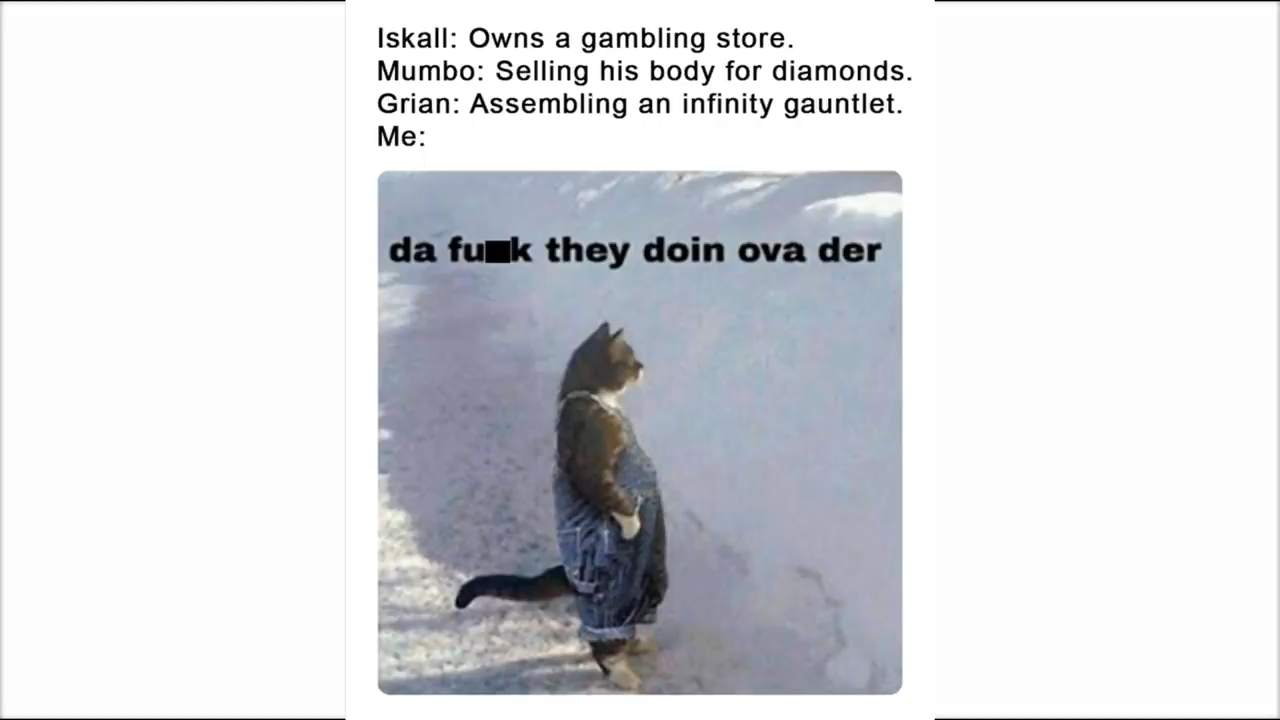 Iskall: Owns a gambling store.
Mumbo: Selling his body for diamonds.
Grian: Assembling an infinity gauntlet.
Me:
da fu■k they doin ova der